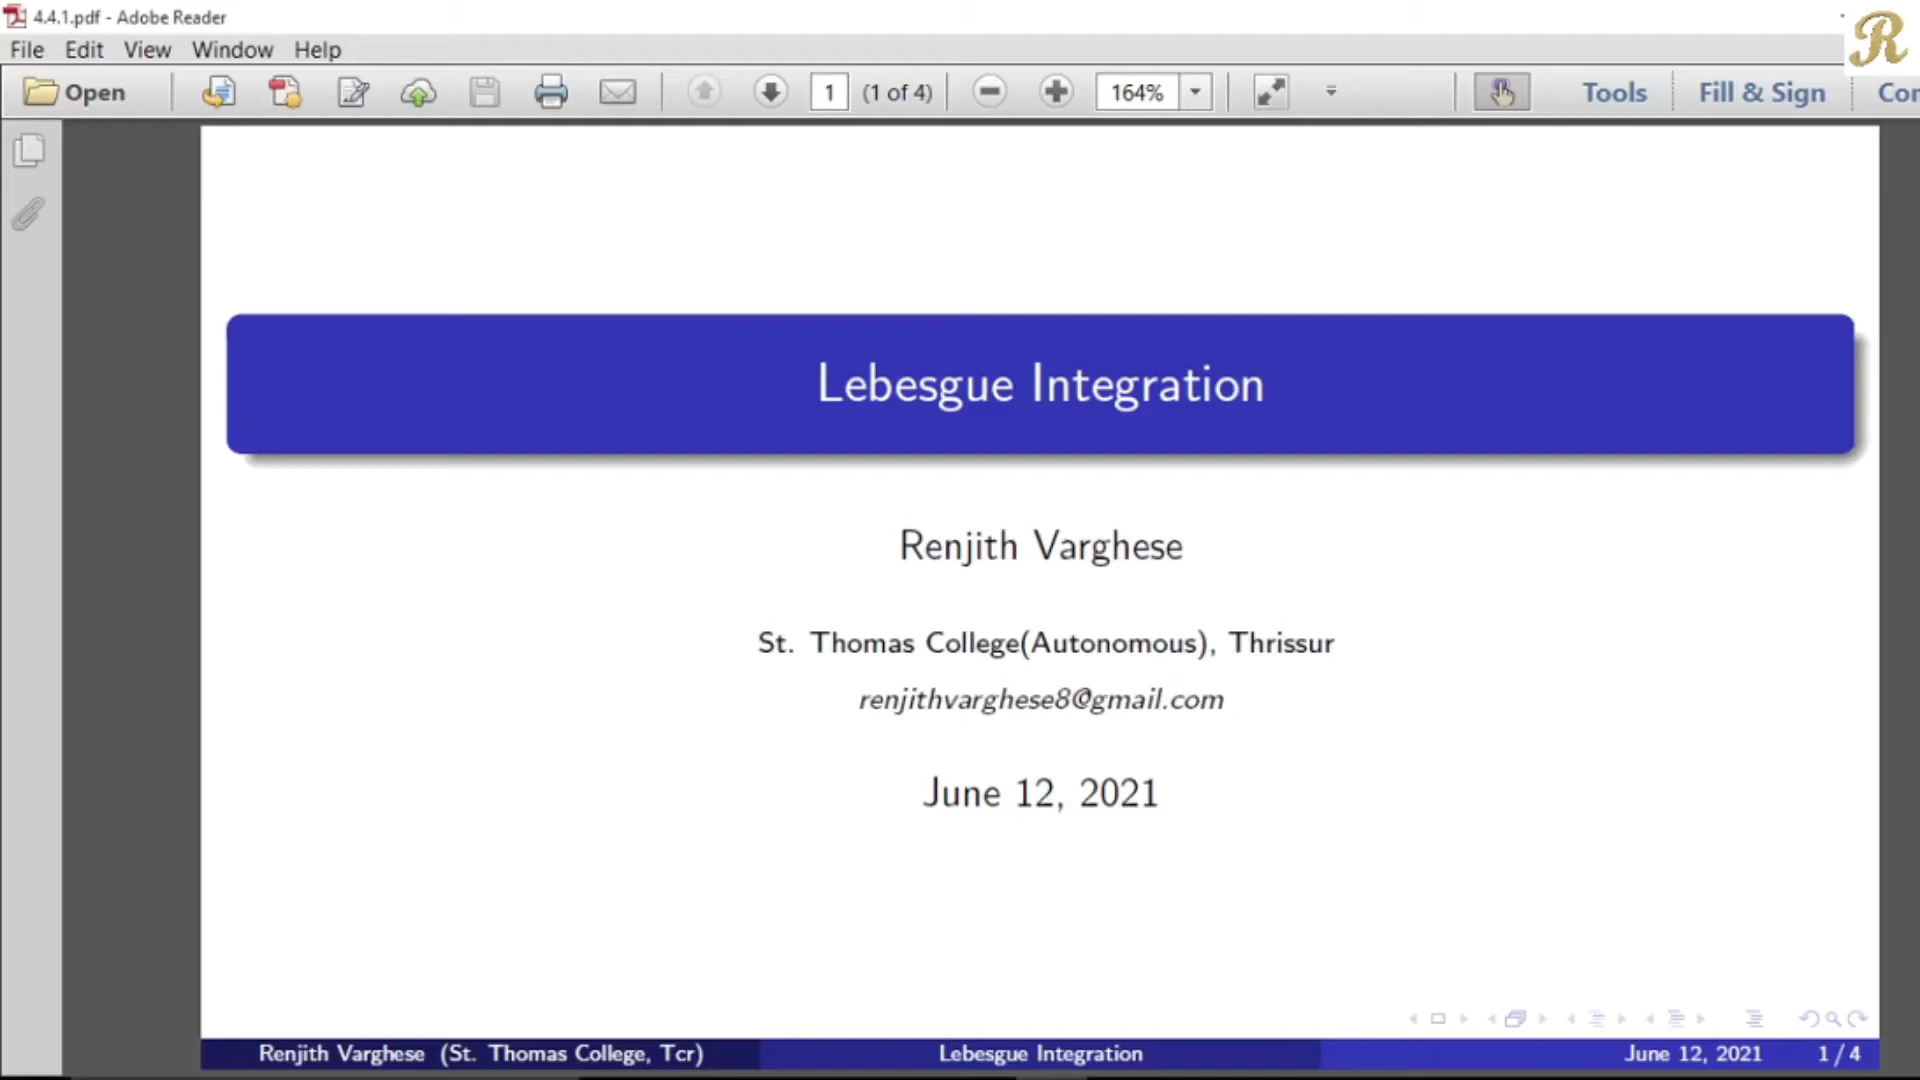 4.4.1.pdf - Adobe Reader
File Edit View Window Help
R
Open 1 (1 of 4) 164% Tools Fill & Sign
Lebesgue Integration
Renjith Varghese
St. Thomas College(Autonomous), Thrissur
renjithvarghese8@gmail.com
June 12, 2021
Renjith Varghese (St. Thomas College, Tcr) Lebesgue Integration June 12, 2021 1 / 4